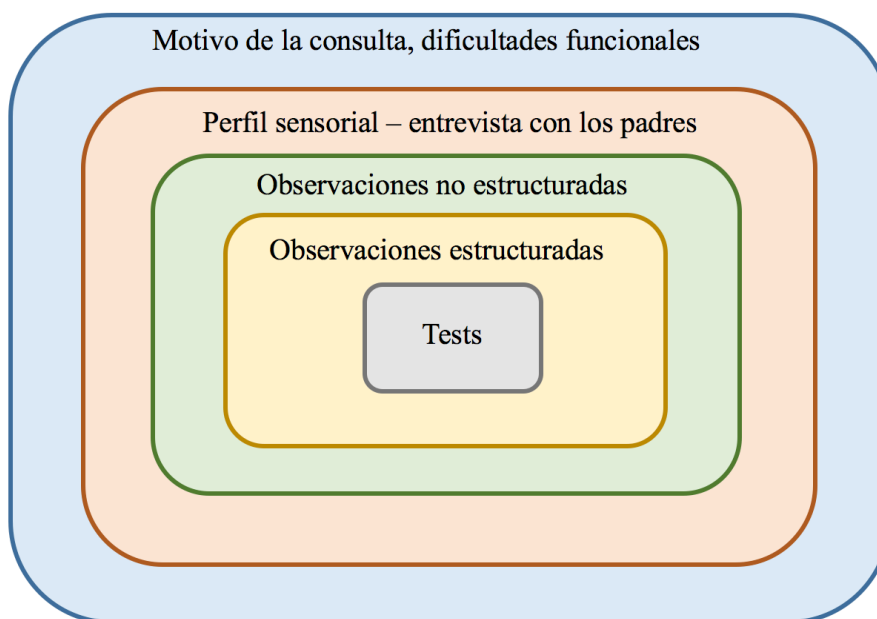 Motivo de la consulta, dificultades funcionales
Perfil sensorial – entrevista con los padres
Observaciones no estructuradas
Observaciones estructuradas
Tests